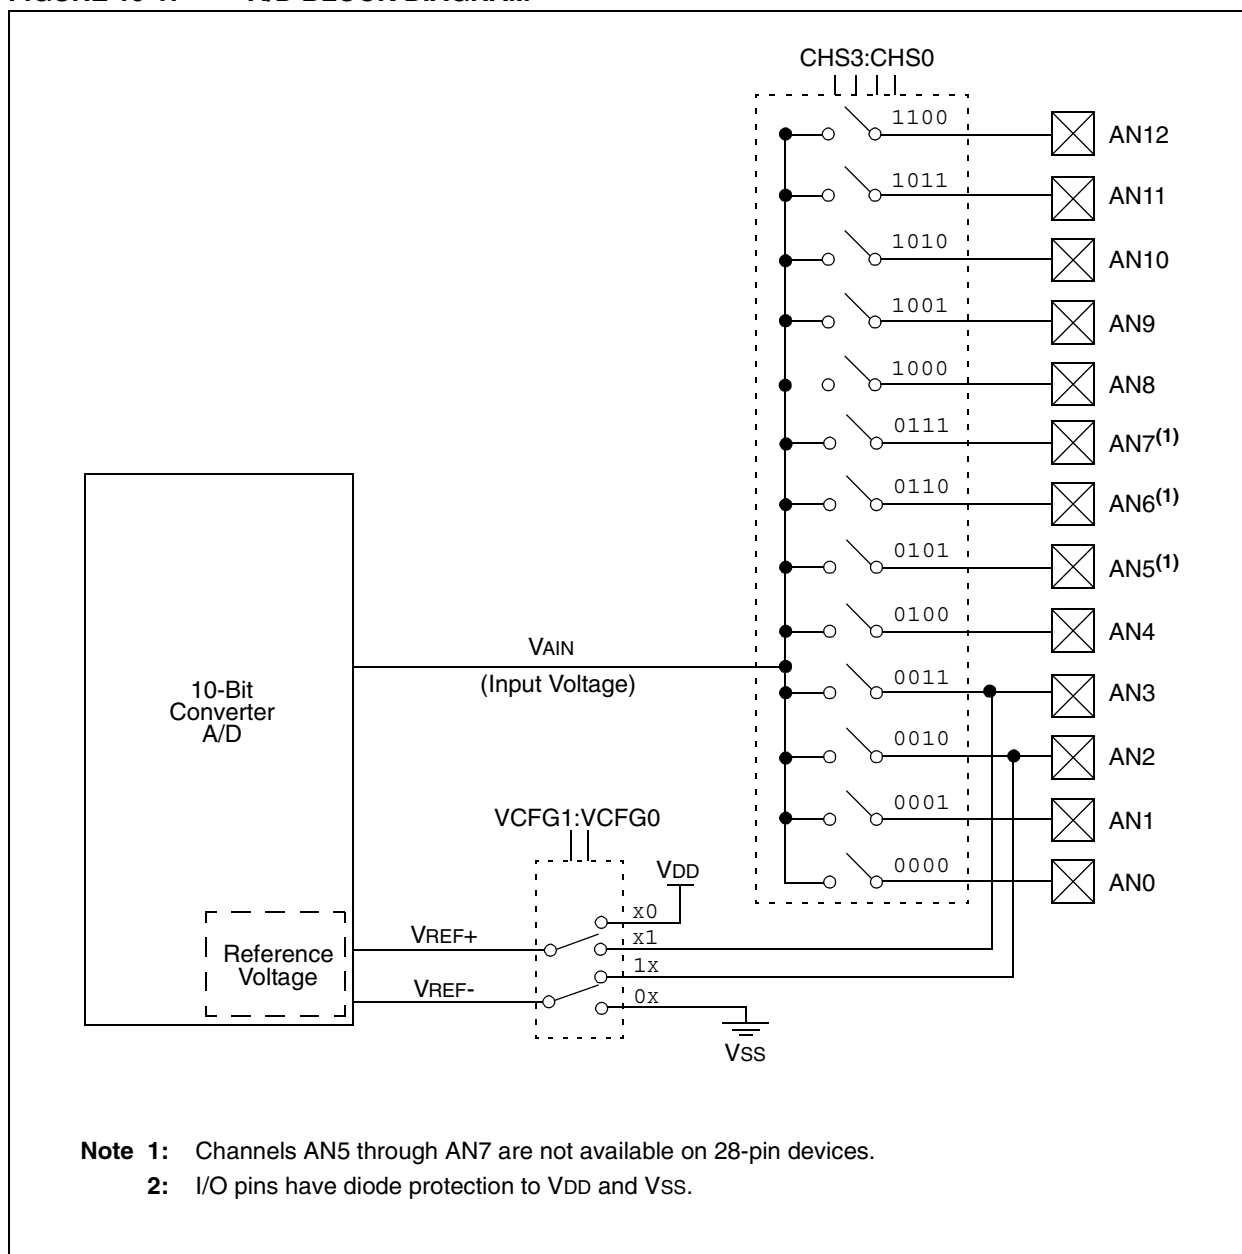 CHS3:CHS0
1100 AN12
1011 AN11
1010 AN10
1001 AN9
1000 AN8
0111 AN7(1)
0110 AN6(1)
0101 AN5(1)
0100 AN4
VAIN
(Input Voltage)
0011 AN3
10-Bit
Converter
A/D
0010 AN2
0001 AN1
VCFG1:VCFG0
0000 AN0
VDD
x0
VREF+
x1
Reference
Voltage
1x
VREF-
0x
VSS
Note 1: Channels AN5 through AN7 are not available on 28-pin devices.
2: I/O pins have diode protection to VDD and VSS.